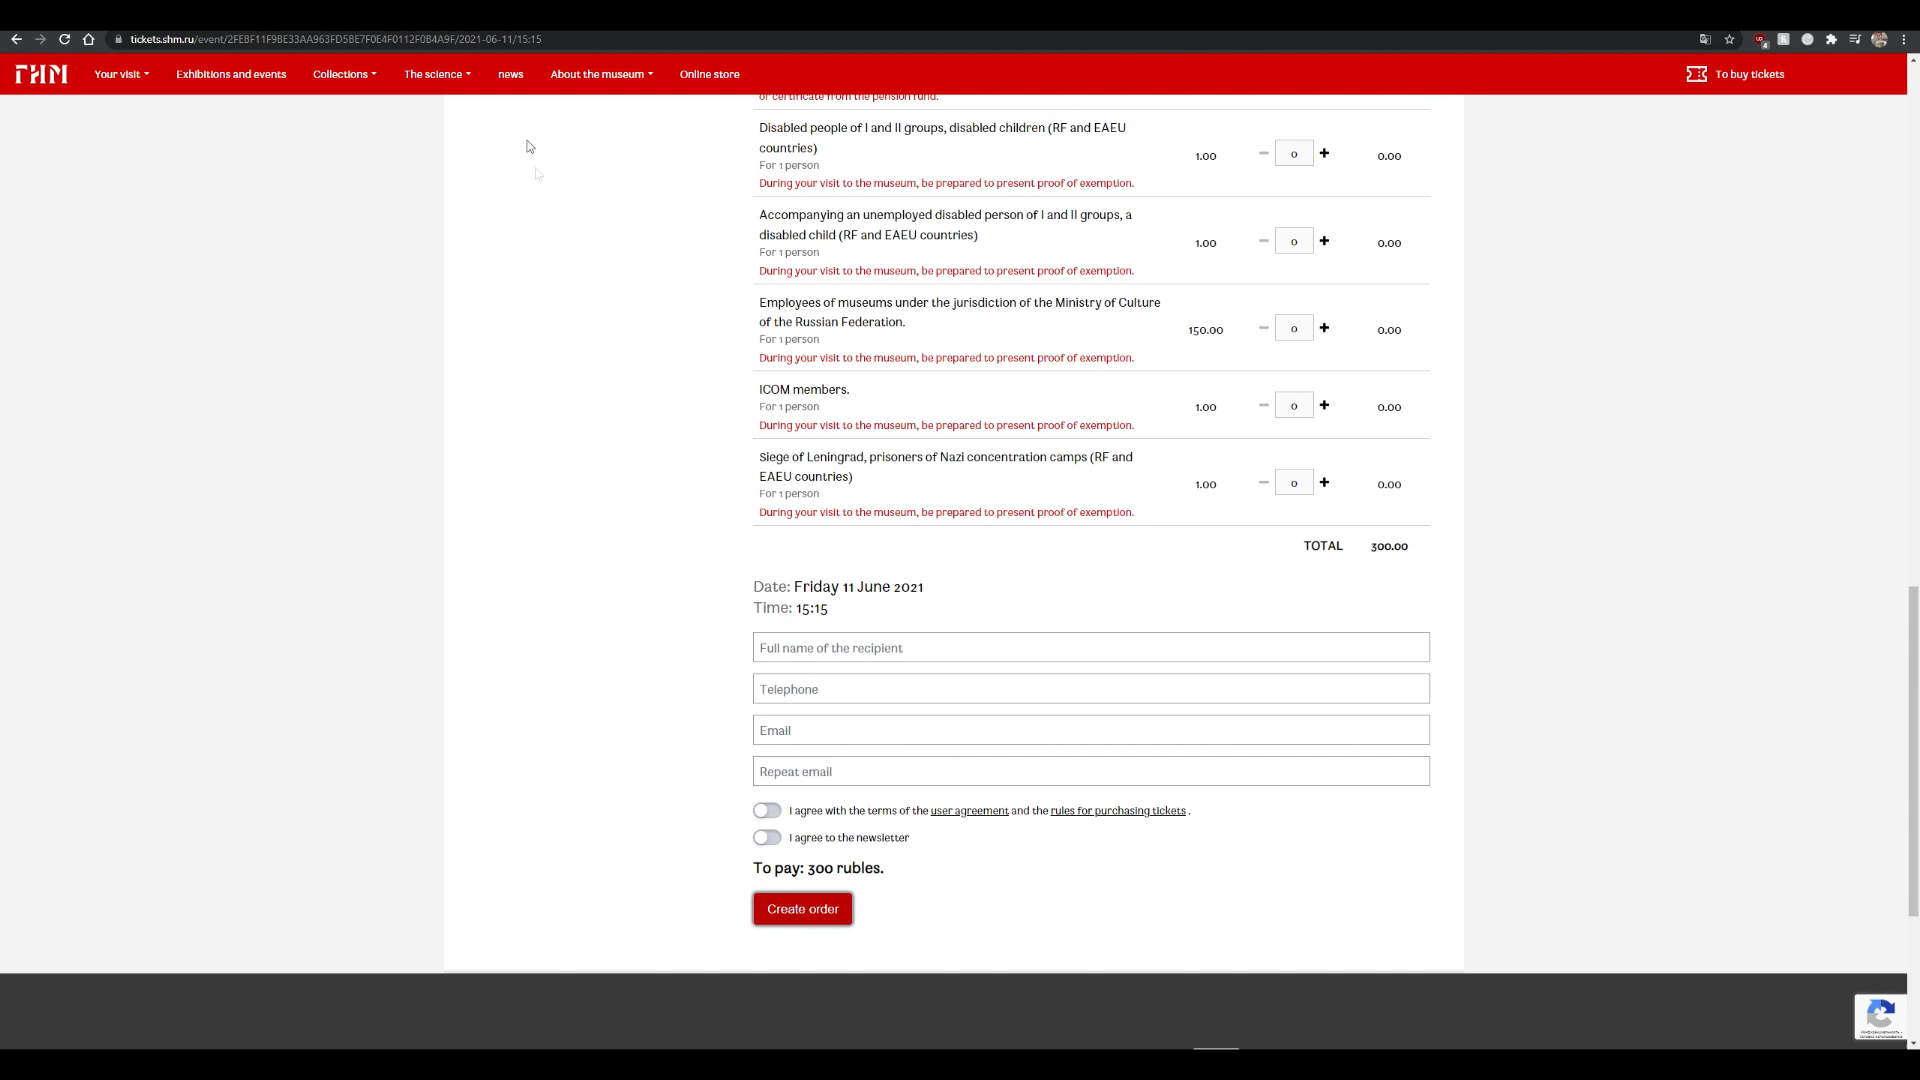 tickets.shm.ru/event/2FEBF11F9BE33AA963FD5BE7F0E4F0112F0B4A9F/2021-06-11/15:15
ГИМ Your visit Exhibitions and events Collections The science news About the museum Online store To buy tickets
or certificate from the pension fund.
Disabled people of I and II groups, disabled children (RF and EAEU
countries)
For 1 person
During your visit to the museum, be prepared to present proof of exemption.
1.00 − 0 + 0.00
Accompanying an unemployed disabled person of I and II groups, a
disabled child (RF and EAEU countries)
For 1 person
During your visit to the museum, be prepared to present proof of exemption.
1.00 − 0 + 0.00
Employees of museums under the jurisdiction of the Ministry of Culture
of the Russian Federation.
For 1 person
During your visit to the museum, be prepared to present proof of exemption.
150.00 − 0 + 0.00
ICOM members.
For 1 person
During your visit to the museum, be prepared to present proof of exemption.
1.00 − 0 + 0.00
Siege of Leningrad, prisoners of Nazi concentration camps (RF and
EAEU countries)
For 1 person
During your visit to the museum, be prepared to present proof of exemption.
1.00 − 0 + 0.00
TOTAL 300.00
Date: Friday 11 June 2021
Time: 15:15
Full name of the recipient
Telephone
Email
Repeat email
I agree with the terms of the user agreement and the rules for purchasing tickets .
I agree to the newsletter
To pay: 300 rubles.
Create order